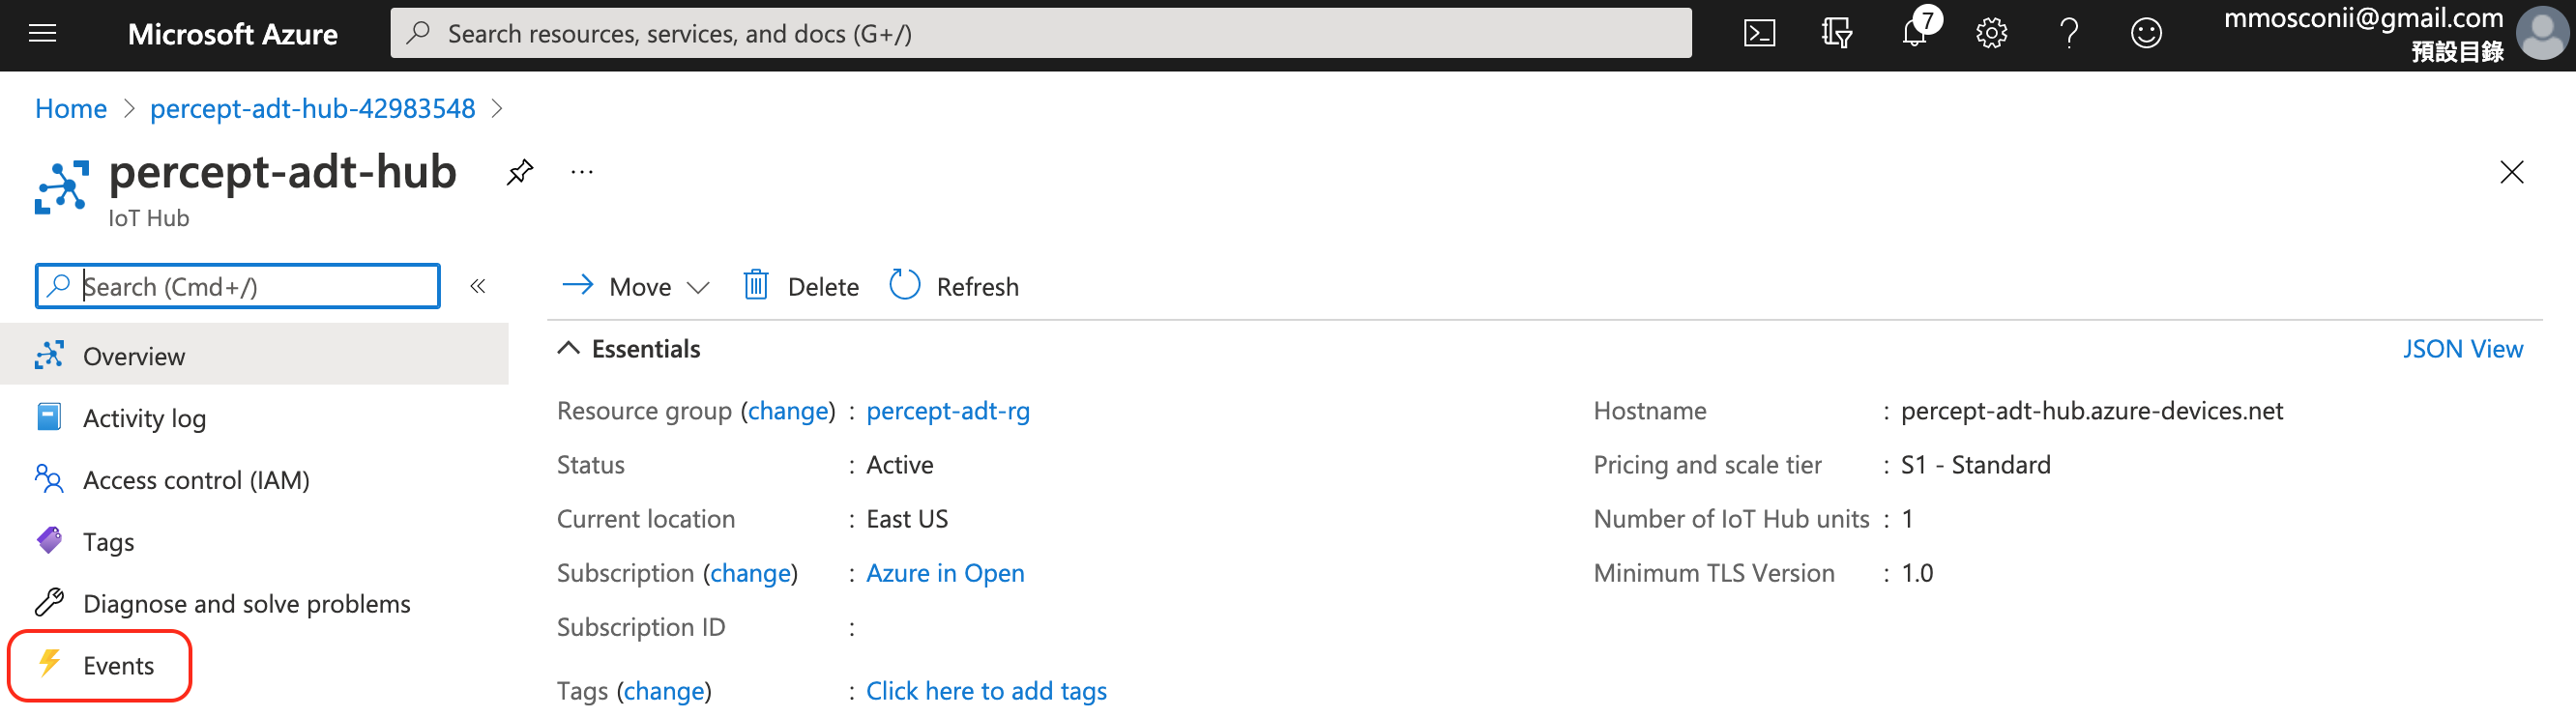 Microsoft Azure
Search resources, services, and docs (G+/)
7
mmosconii@gmail.com
預設目錄
Home > percept-adt-hub-42983548 >
percept-adt-hub
...
IoT Hub
Search (Cmd+/)
«
Move
Delete
Refresh
Overview
Activity log
Access control (IAM)
Tags
Diagnose and solve problems
Events
Essentials
JSON View
Resource group (change) : percept-adt-rg
Status : Active
Current location : East US
Subscription (change) : Azure in Open
Subscription ID :
Tags (change) : Click here to add tags
Hostname : percept-adt-hub.azure-devices.net
Pricing and scale tier : S1 - Standard
Number of IoT Hub units : 1
Minimum TLS Version : 1.0